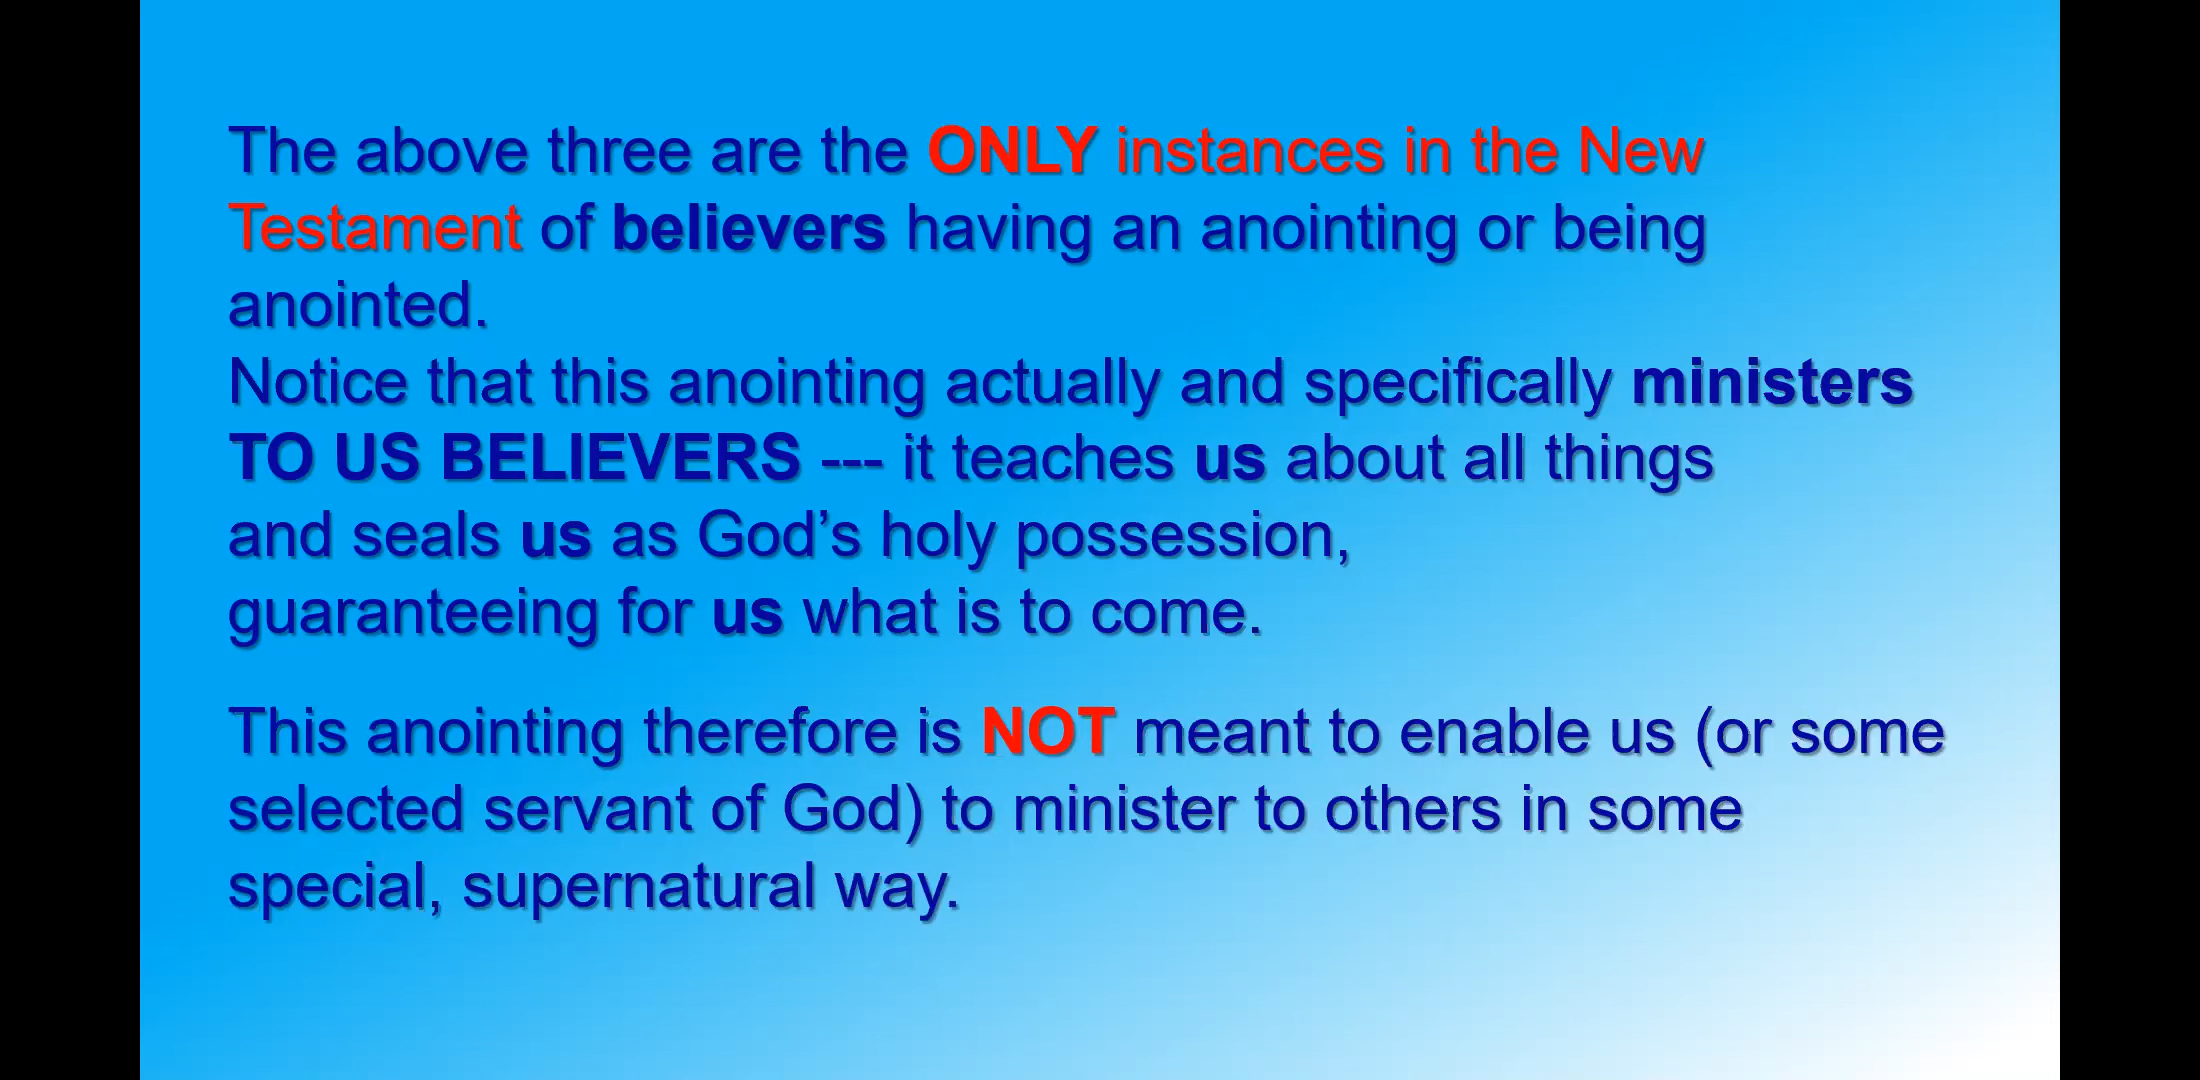 The above three are the ONLY instances in the New
Testament of believers having an anointing or being
anointed.
Notice that this anointing actually and specifically ministers
TO US BELIEVERS --- it teaches us about all things
and seals us as God’s holy possession,
guaranteeing for us what is to come.
This anointing therefore is NOT meant to enable us (or some
selected servant of God) to minister to others in some
special, supernatural way.